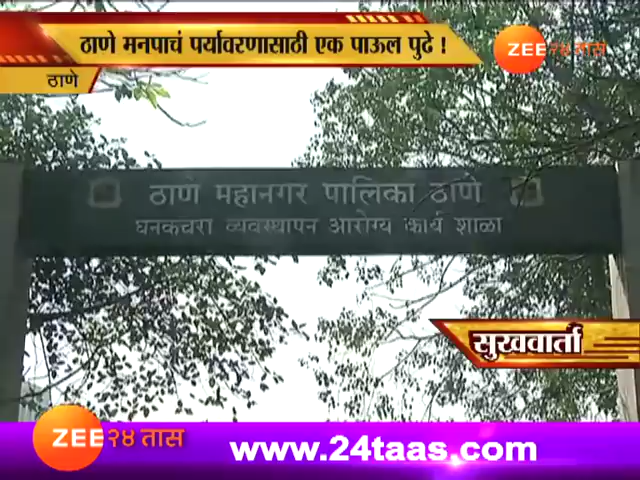 ठाणे मनपाचं पर्यावरणासाठी एक पाऊल पुढे !
ZEE २४ तास
ठाणे
ठाणे महानगर पालिका ठाणे
घनकचरा व्यवस्थापन आरोग्य कार्य शाळा
सुखवार्ता
ZEE २४ तास
www.24taas.com